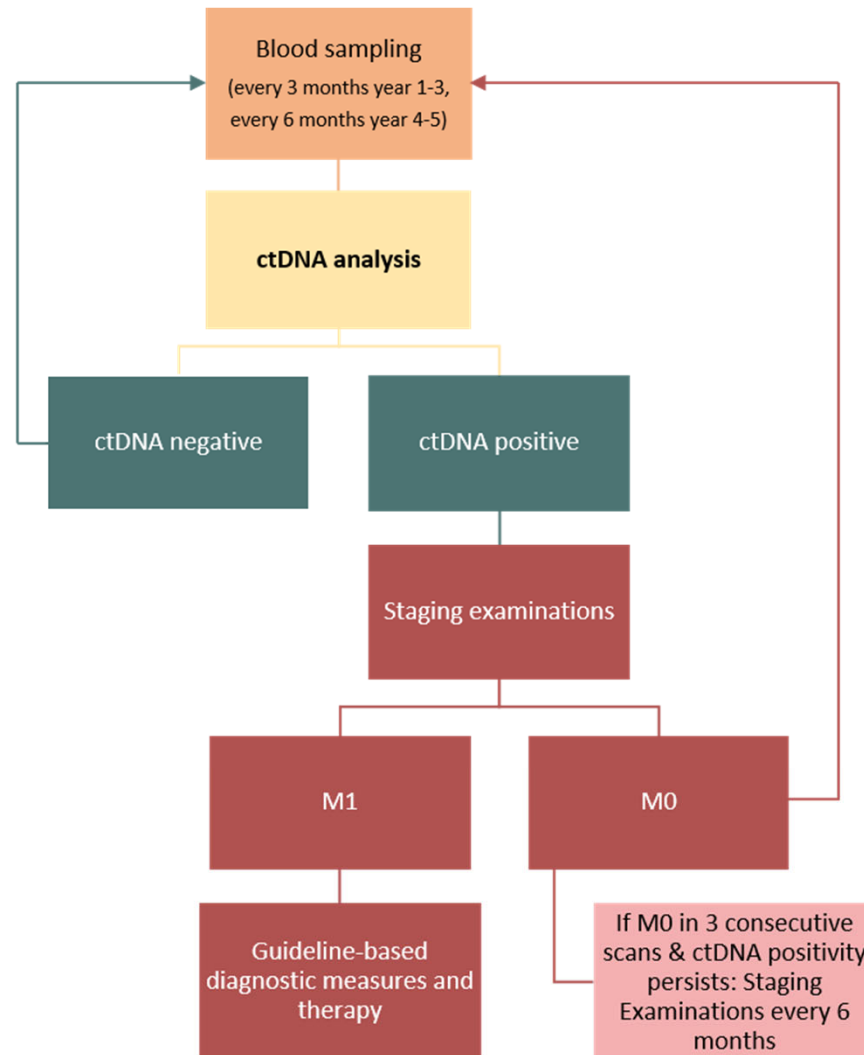 Blood sampling
(every 3 months year 1-3,
every 6 months year 4-5)
ctDNA analysis
ctDNA negative
ctDNA positive
Staging examinations
M1
M0
Guideline-based
diagnostic measures and
therapy
If M0 in 3 consecutive
scans & ctDNA positivity
persists: Staging
Examinations every 6
months